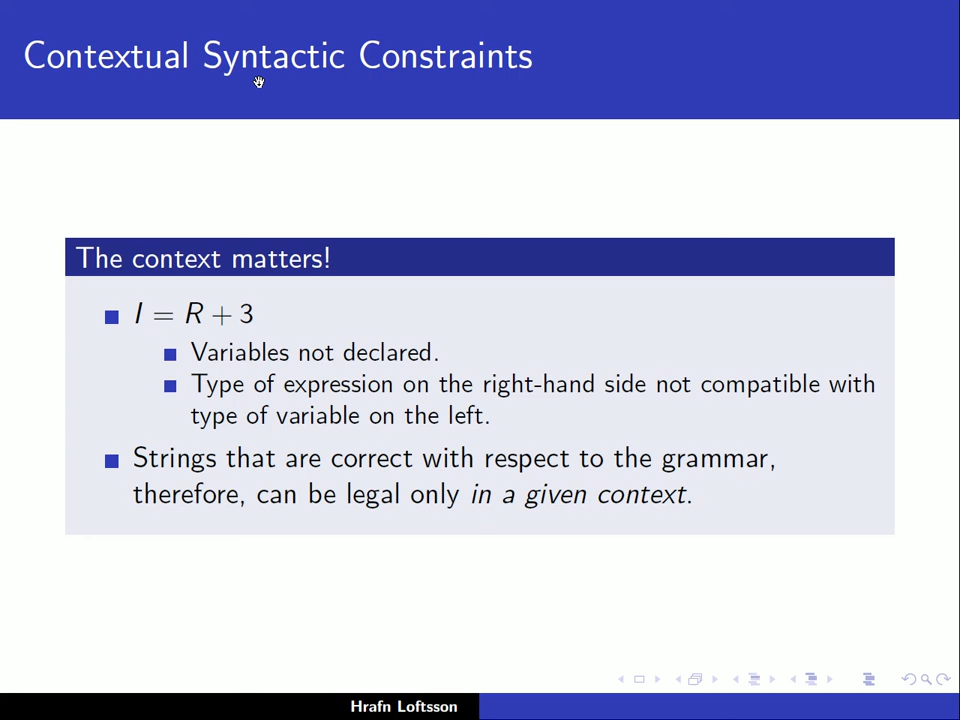 Contextual Syntactic Constraints
The context matters!
I = R + 3
Variables not declared.
Type of expression on the right-hand side not compatible with
type of variable on the left.
Strings that are correct with respect to the grammar,
therefore, can be legal only in a given context.
Hrafn Loftsson